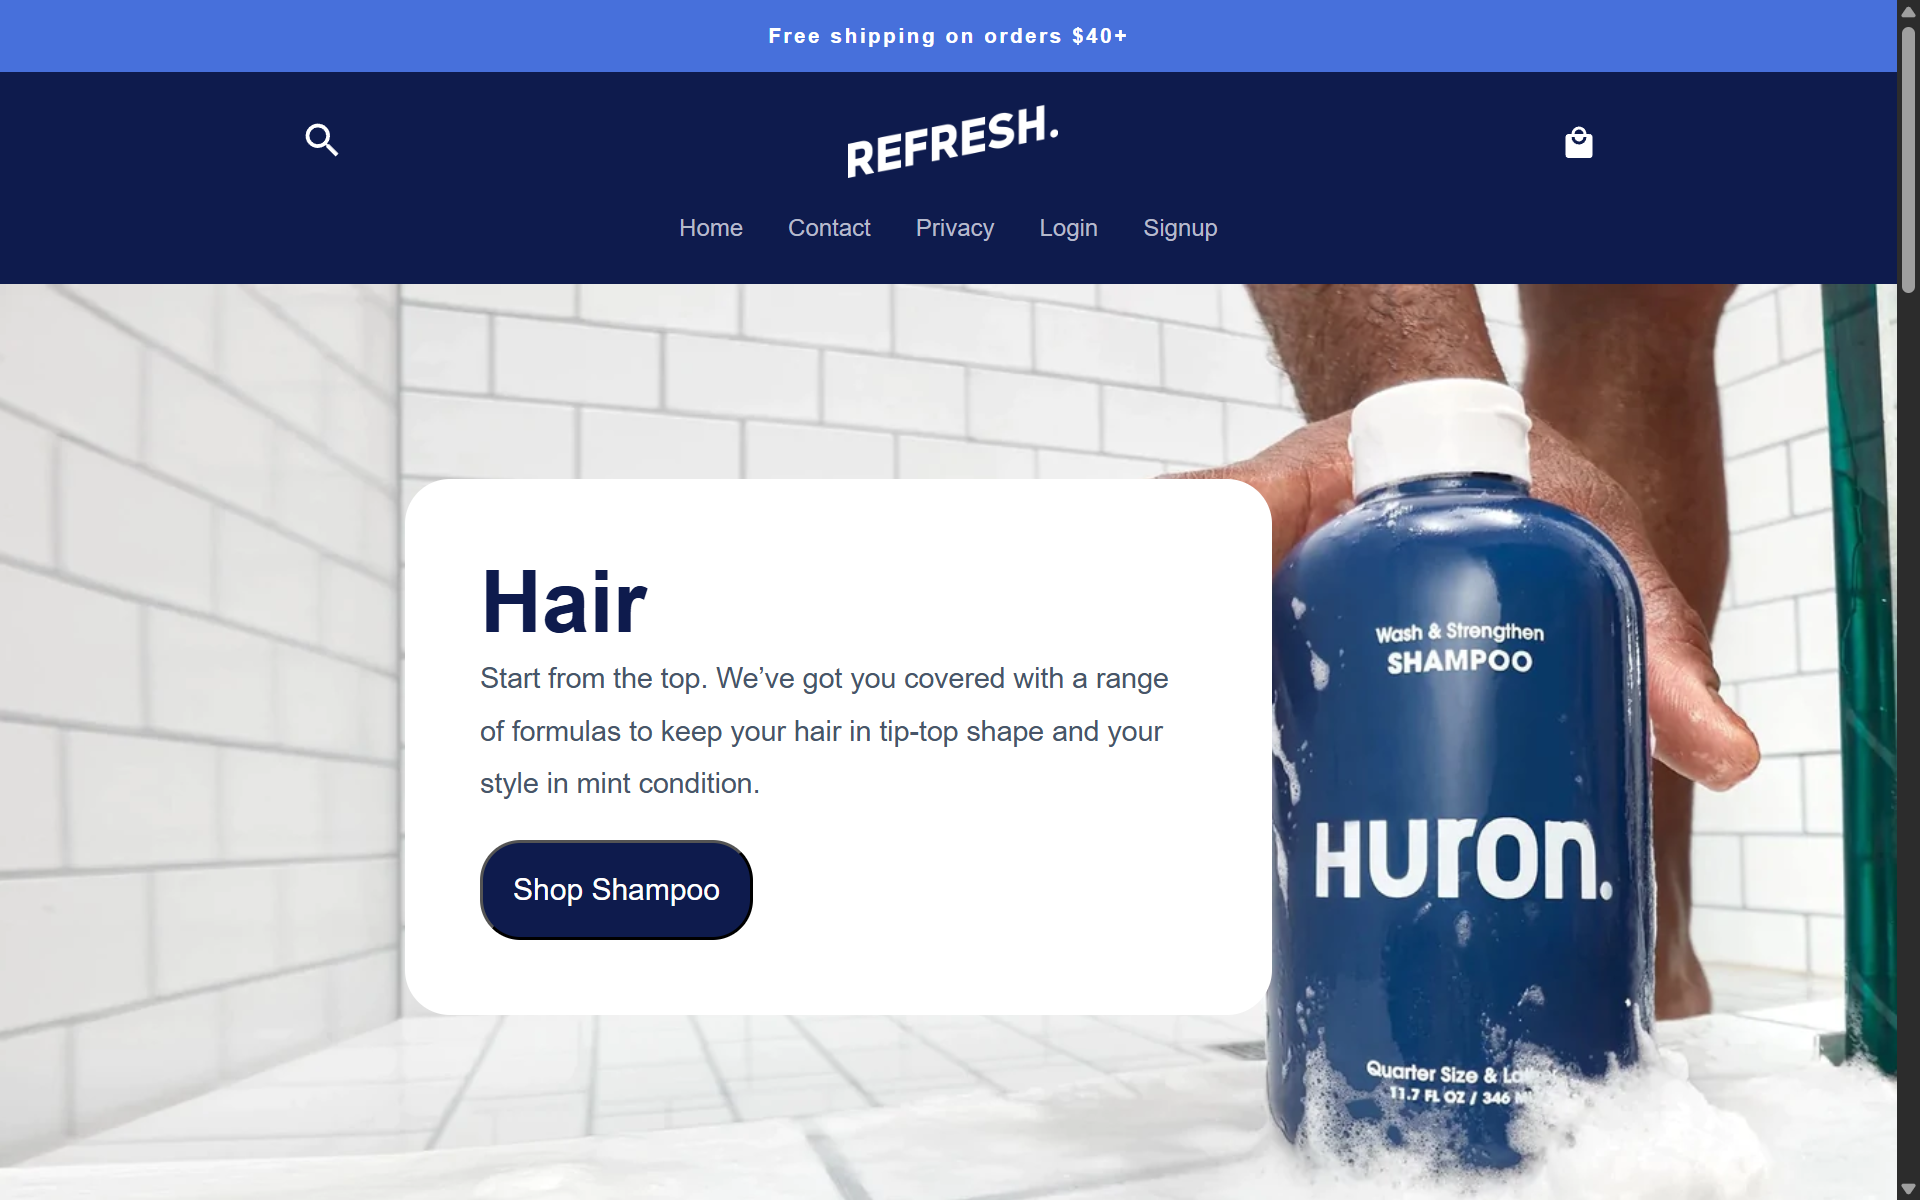 Free shipping on orders $40+
REFRESH.
Home Contact Privacy Login Signup
Hair
Start from the top. We’ve got you covered with a range
of formulas to keep your hair in tip-top shape and your
style in mint condition.
Shop Shampoo
Wash & Strengthen
SHAMPOO
Huron.
Quarter Size & Lather
11.7 FL OZ / 346